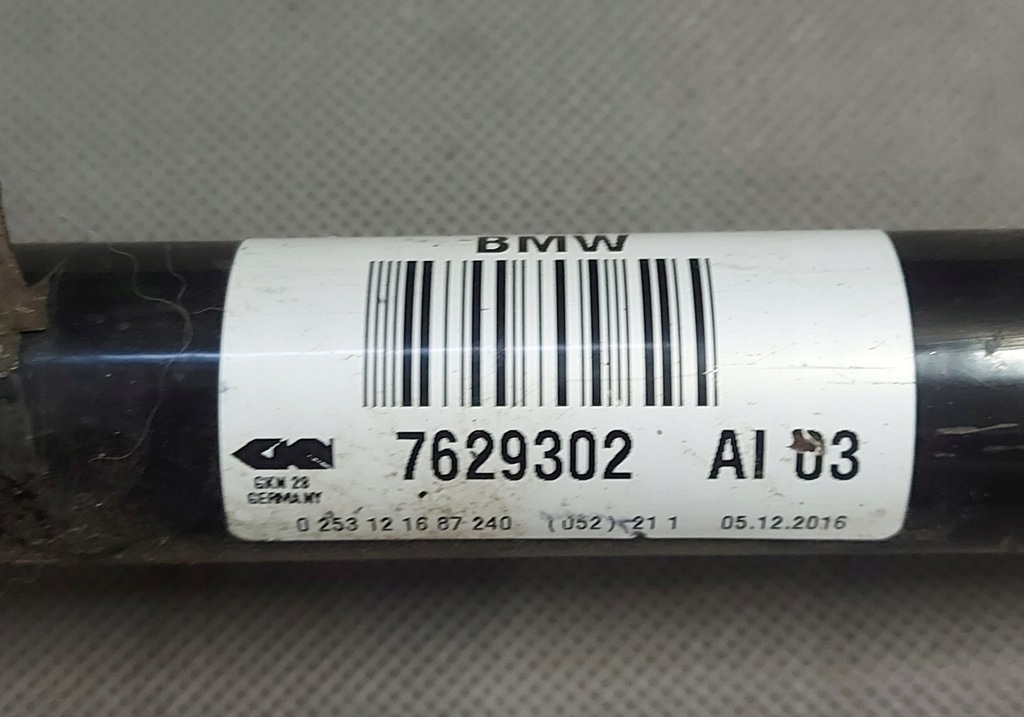 BMW
7629302 AI 03
GKN 28
GERMANY
0 253 12 16 87 240 (052) 21 1 05.12.2016